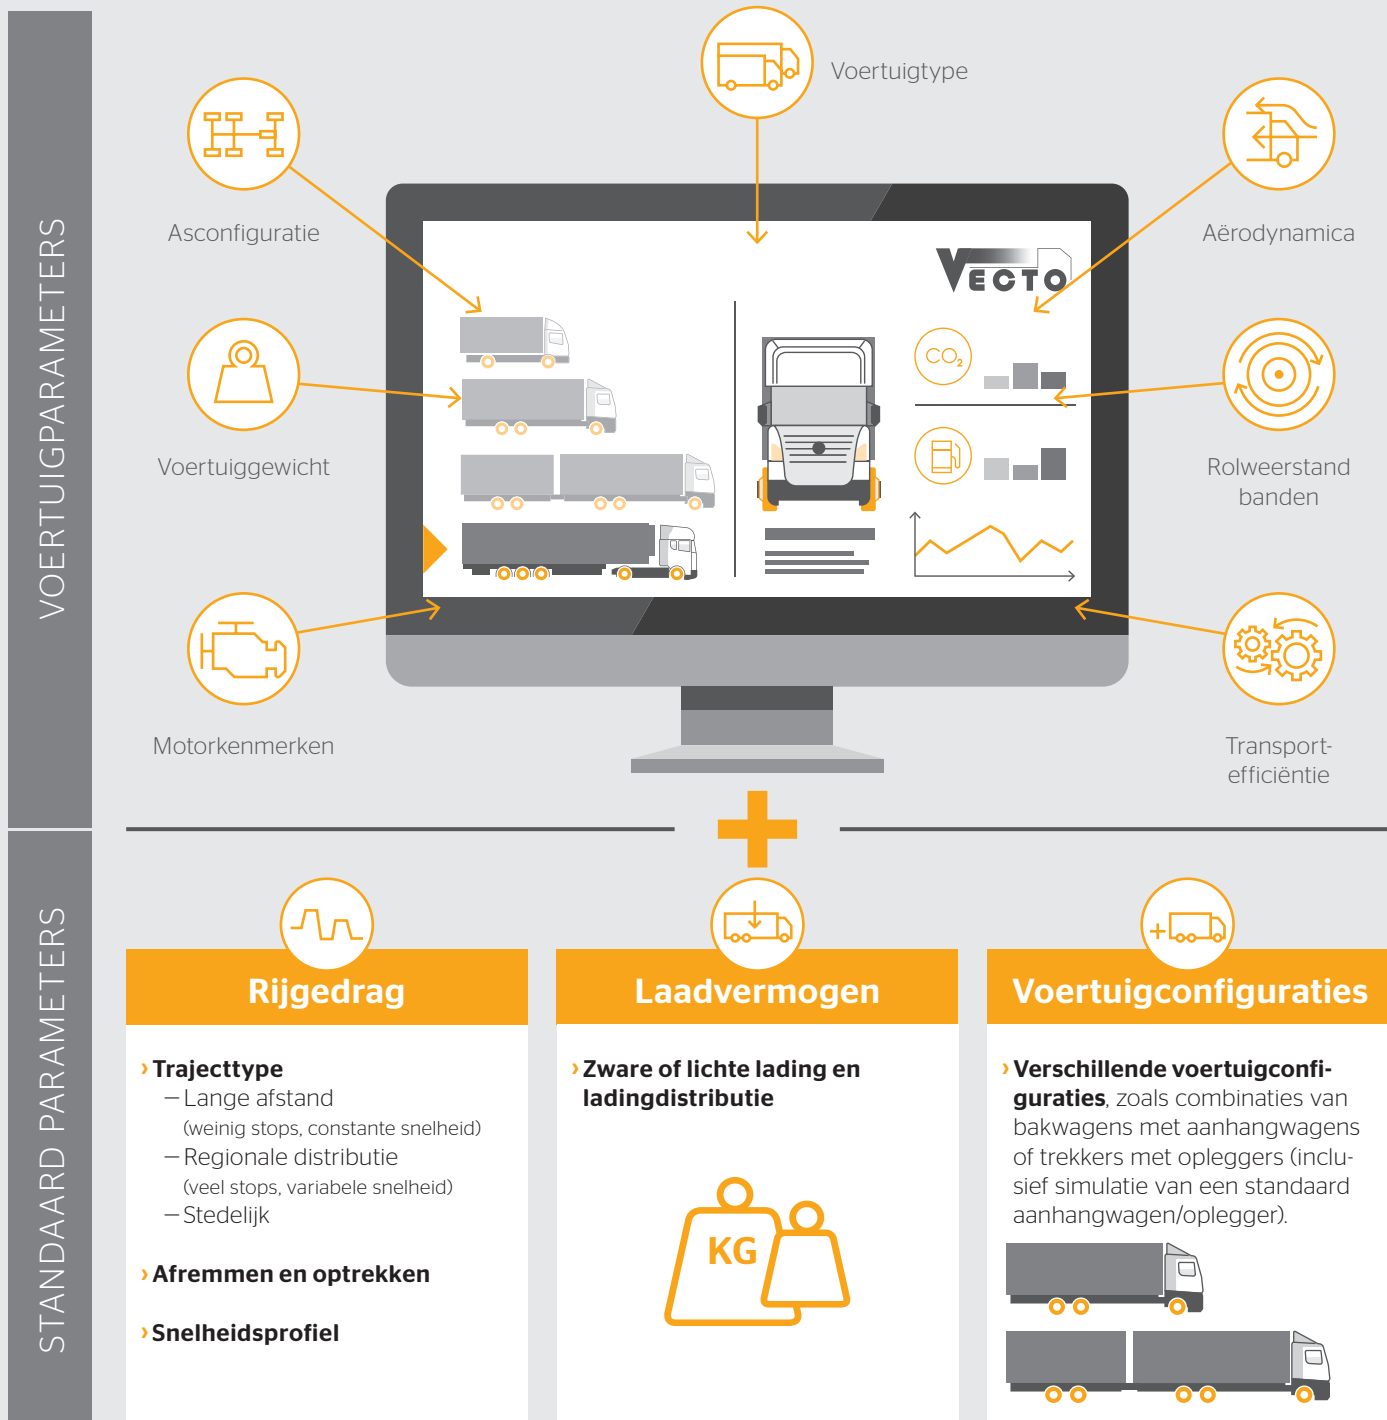 VOERTUIGPARAMETERS
Voertuigtype
Asconfiguratie
Aërodynamica
VECTO
CO₂
Voertuiggewicht
Rolweerstand
banden
Motorkenmerken
Transport-
efficiëntie
STANDAARD PARAMETERS
Rijgedrag
› Trajecttype
— Lange afstand
(weinig stops, constante snelheid)
— Regionale distributie
(veel stops, variabele snelheid)
— Stedelijk
› Afremmen en optrekken
› Snelheidsprofiel
Laadvermogen
› Zware of lichte lading en
ladingdistributie
KG
Voertuigconfiguraties
› Verschillende voertuigconfi-
guraties, zoals combinaties van
bakwagens met aanhangwagens
of trekkers met opleggers (inclu-
sief simulatie van een standaard
aanhangwagen/oplegger).